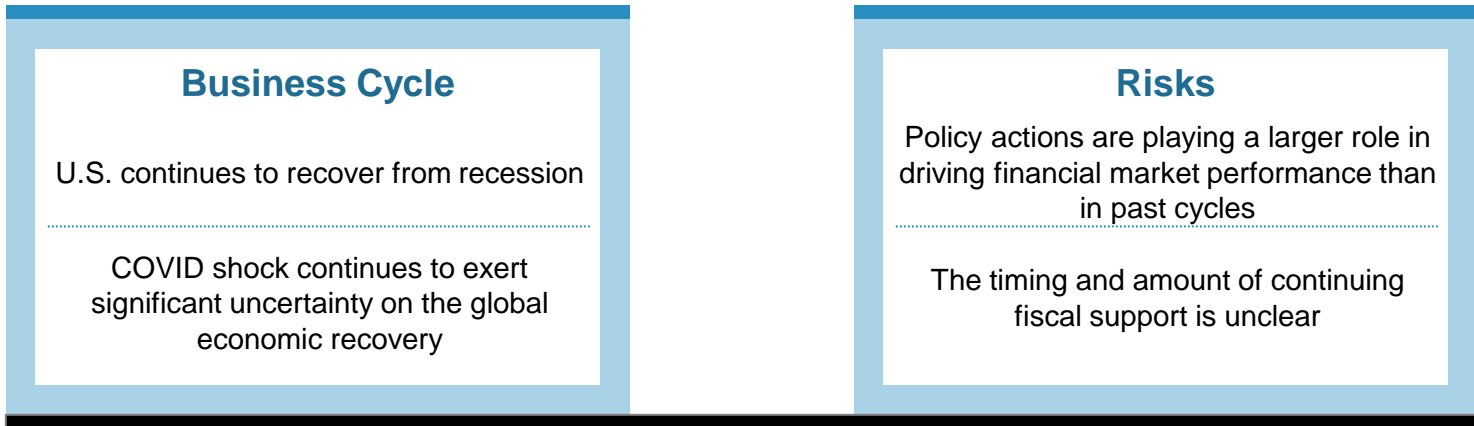 Business Cycle
U.S. continues to recover from recession
COVID shock continues to exert
significant uncertainty on the global
economic recovery
Risks
Policy actions are playing a larger role in
driving financial market performance than
in past cycles
The timing and amount of continuing
fiscal support is unclear